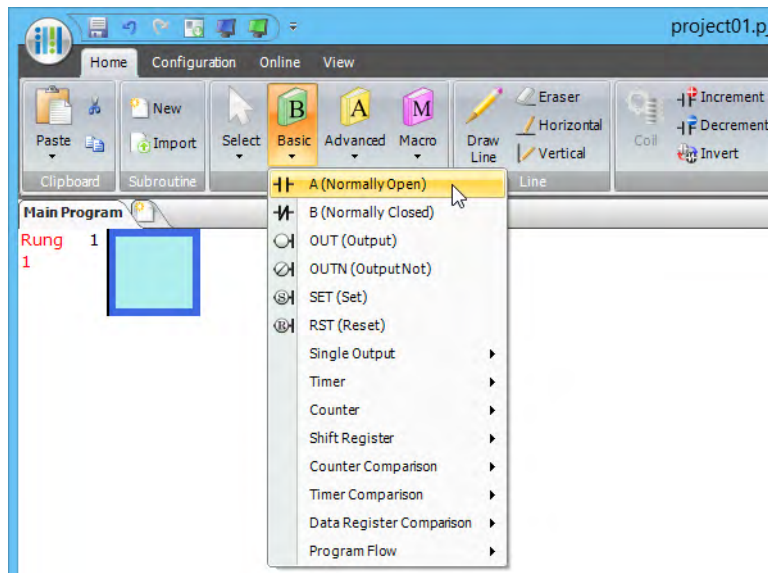 project01.p
Home Configuration Online View
Paste
New
Import
Select Basic Advanced Macro
B A M
Draw Line
Eraser
Horizontal
Vertical
Coil
Increment
Decrement
Invert
Clipboard Subroutine Line
A (Normally Open)
B (Normally Closed)
OUT (Output)
OUTN (Output Not)
SET (Set)
RST (Reset)
Single Output
Timer
Counter
Shift Register
Counter Comparison
Timer Comparison
Data Register Comparison
Program Flow
Main Program
Rung 1
1